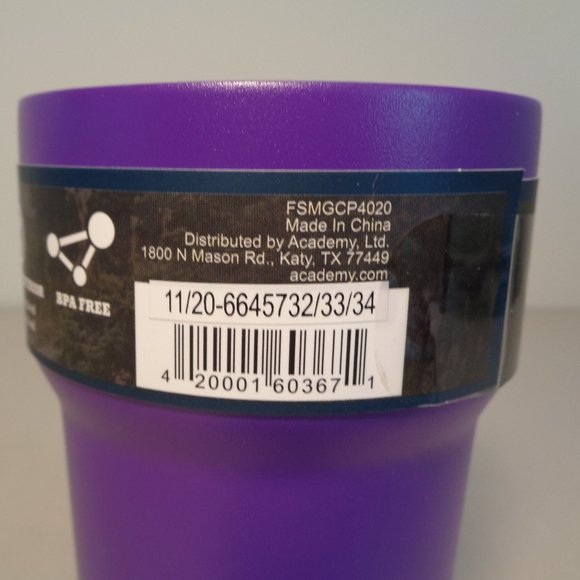 FSMGCP4020
Made In China
Distributed by Academy, Ltd.
1800 N Mason Rd., Katy, TX 77449
academy.com
BPA FREE
11/20-6645732/33/34
4 20001 60367 1